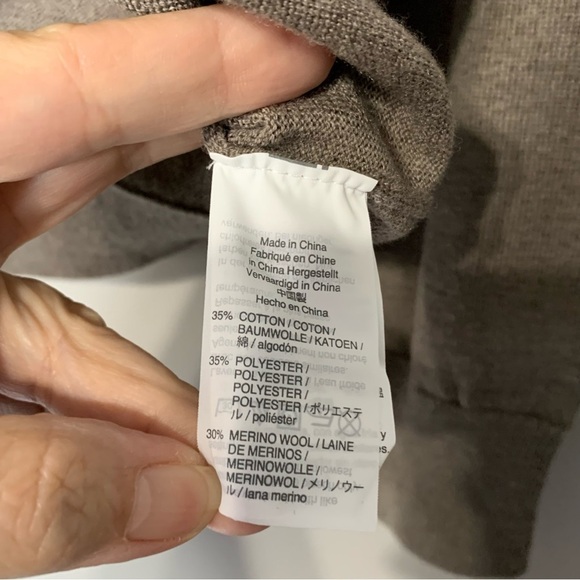 Made in China
Fabriqué en Chine
In China Hergestellt
Vervaardigd in China
中国製
Hecho en China
35% COTTON / COTON /
BAUMWOLLE / KATOEN /
綿 / algodón
35% POLYESTER /
POLYESTER /
POLYESTER /
POLYESTER / ポリエステ
ル / poliéster
30% MERINO WOOL / LAINE
DE MERINOS /
MERINOWOLLE /
MERINOWOL / メリノウー
ル / lana merino